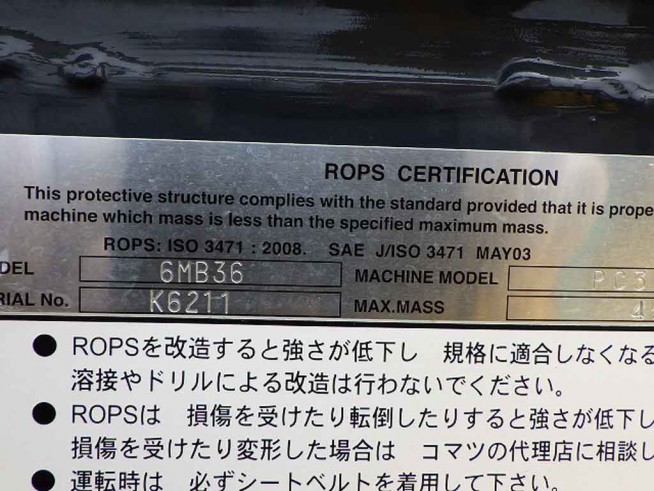 ROPS CERTIFICATION
This protective structure complies with the standard provided that it is prope
machine which mass is less than the specified maximum mass.
ROPS: ISO 3471 : 2008. SAE J/ISO 3471 MAY03
DEL 6MB36 MACHINE MODEL PC3
RIAL No. K6211 MAX.MASS 4
● ROPSを改造すると強さが低下し 規格に適合しなくなる
溶接やドリルによる改造は行わないでください。
● ROPSは 損傷を受けたり転倒したりすると強さが低下し
損傷を受けたり変形した場合は コマツの代理店に相談し
● 運転時は 必ずシートベルトを着用して下さい。